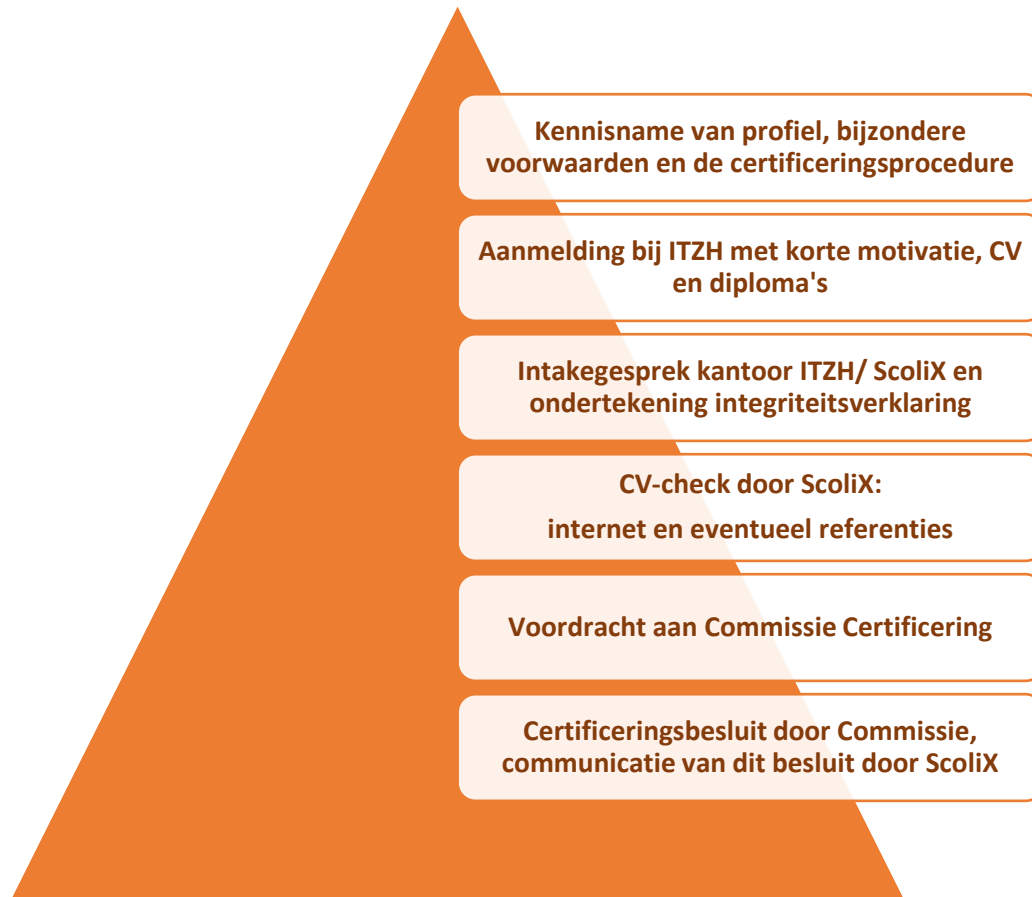 Kennisname van profiel, bijzondere
voorwaarden en de certificeringsprocedure
Aanmelding bij ITZH met korte motivatie, CV
en diploma's
Intakegesprek kantoor ITZH/ ScoliX en
ondertekening integriteitsverklaring
CV-check door ScoliX:
internet en eventueel referenties
Voordracht aan Commissie Certificering
Certificeringsbesluit door Commissie,
communicatie van dit besluit door ScoliX